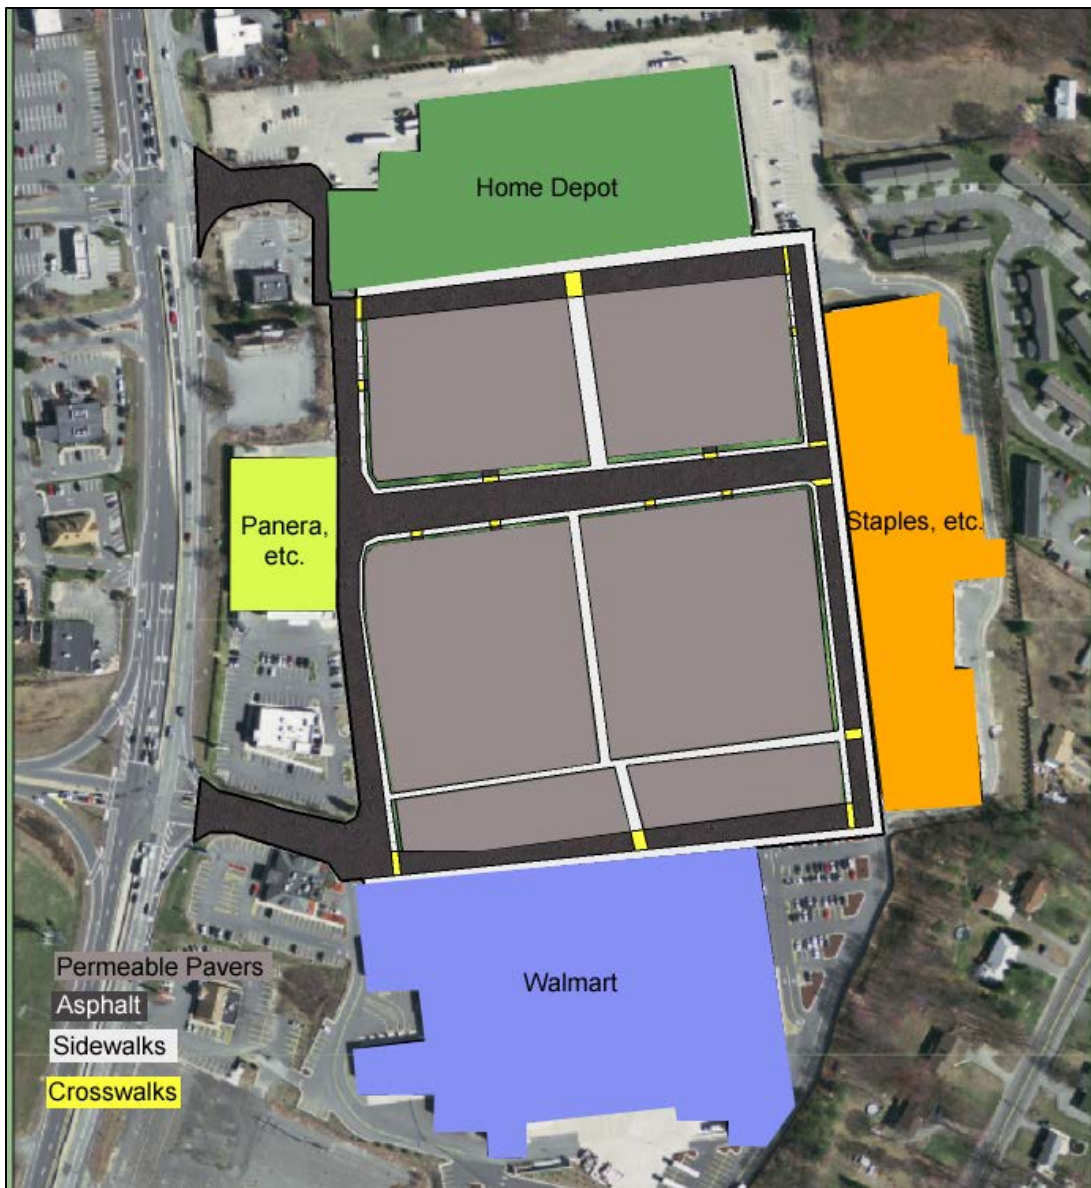 Home Depot
Panera,
etc.
Staples, etc.
Walmart
Permeable Pavers
Asphalt
Sidewalks
Crosswalks